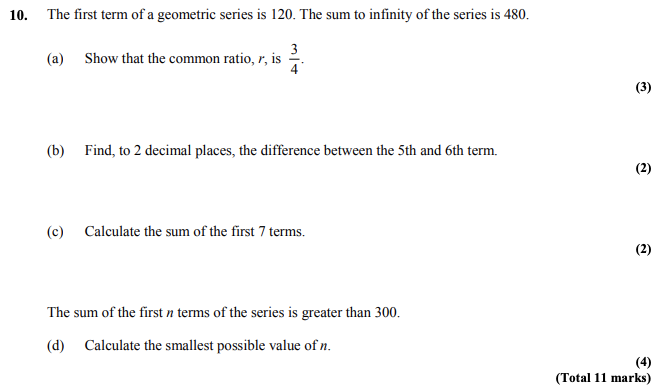 10. The first term of a geometric series is 120. The sum to infinity of the series is 480.
(a) Show that the common ratio, r, is 3/4.
(3)
(b) Find, to 2 decimal places, the difference between the 5th and 6th term.
(2)
(c) Calculate the sum of the first 7 terms.
(2)
The sum of the first n terms of the series is greater than 300.
(d) Calculate the smallest possible value of n.
(4)
(Total 11 marks)